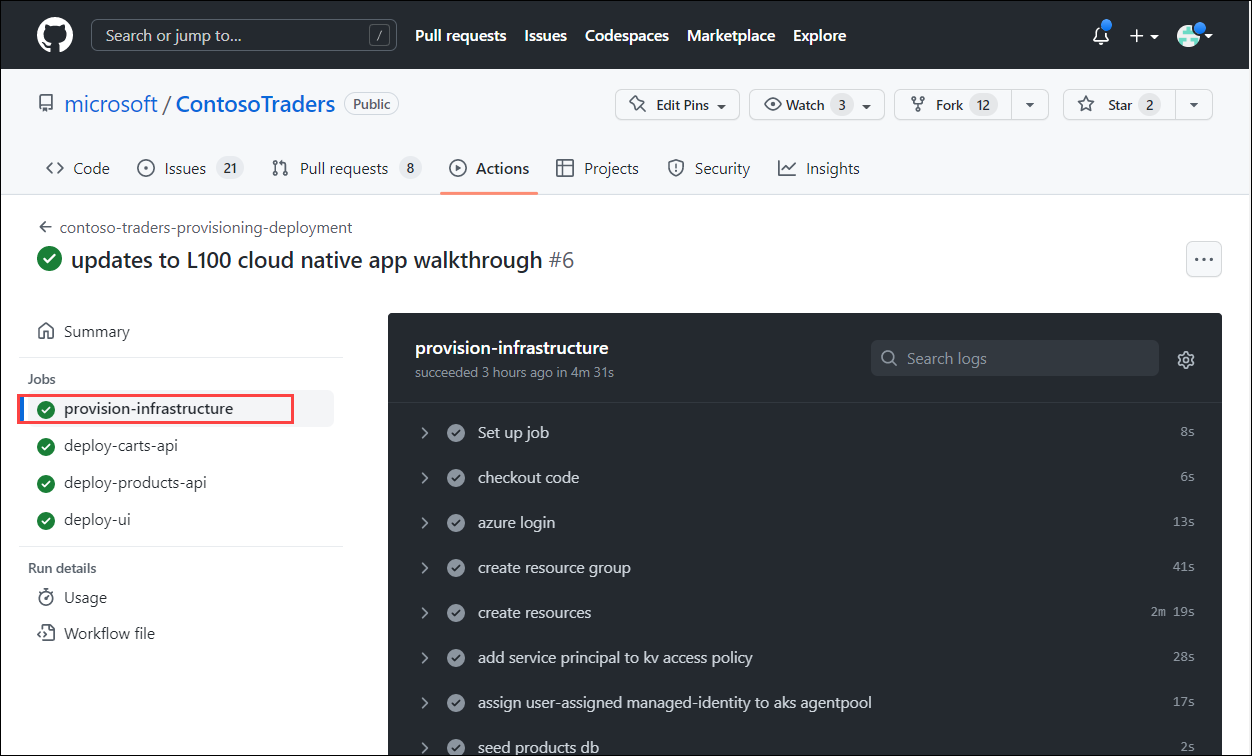 Search or jump to... /
Pull requests Issues Codespaces Marketplace Explore
microsoft / ContosoTraders Public
Edit Pins Watch 3 Fork 12 Star 2
Code Issues 21 Pull requests 8 Actions Projects Security Insights
contoso-traders-provisioning-deployment
updates to L100 cloud native app walkthrough #6
Summary
Jobs
provision-infrastructure
deploy-carts-api
deploy-products-api
deploy-ui
Run details
Usage
Workflow file
provision-infrastructure
succeeded 3 hours ago in 4m 31s
Search logs
Set up job 8s
checkout code 6s
azure login 13s
create resource group 41s
create resources 2m 19s
add service principal to kv access policy 28s
assign user-assigned managed-identity to aks agentpool 17s
seed products db 2s